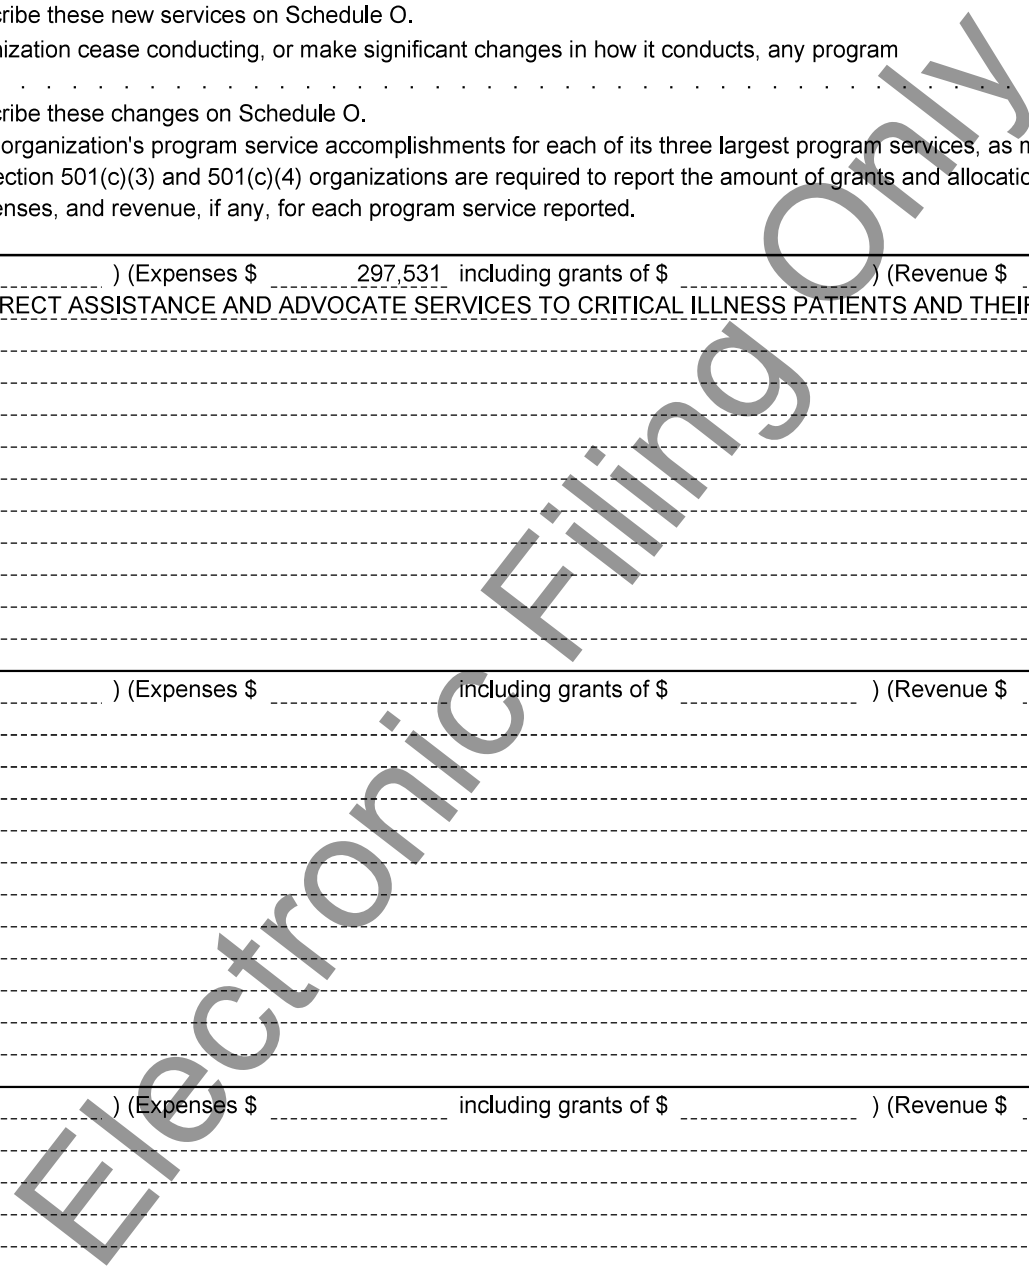 cribe these new services on Schedule O.
nization cease conducting, or make significant changes in how it conducts, any program
. . . . . . . . . . . . . . . . . . . . . . . . . . . . . . . . . . . . . . . .
cribe these changes on Schedule O.
organization's program service accomplishments for each of its three largest program services, as m
ection 501(c)(3) and 501(c)(4) organizations are required to report the amount of grants and allocatio
enses, and revenue, if any, for each program service reported.
) (Expenses $ 297,531 including grants of $ ) (Revenue $
RECT ASSISTANCE AND ADVOCATE SERVICES TO CRITICAL ILLNESS PATIENTS AND THEIR
) (Expenses $ including grants of $ ) (Revenue $
) (Expenses $ including grants of $ ) (Revenue $
Electronic Filing Only